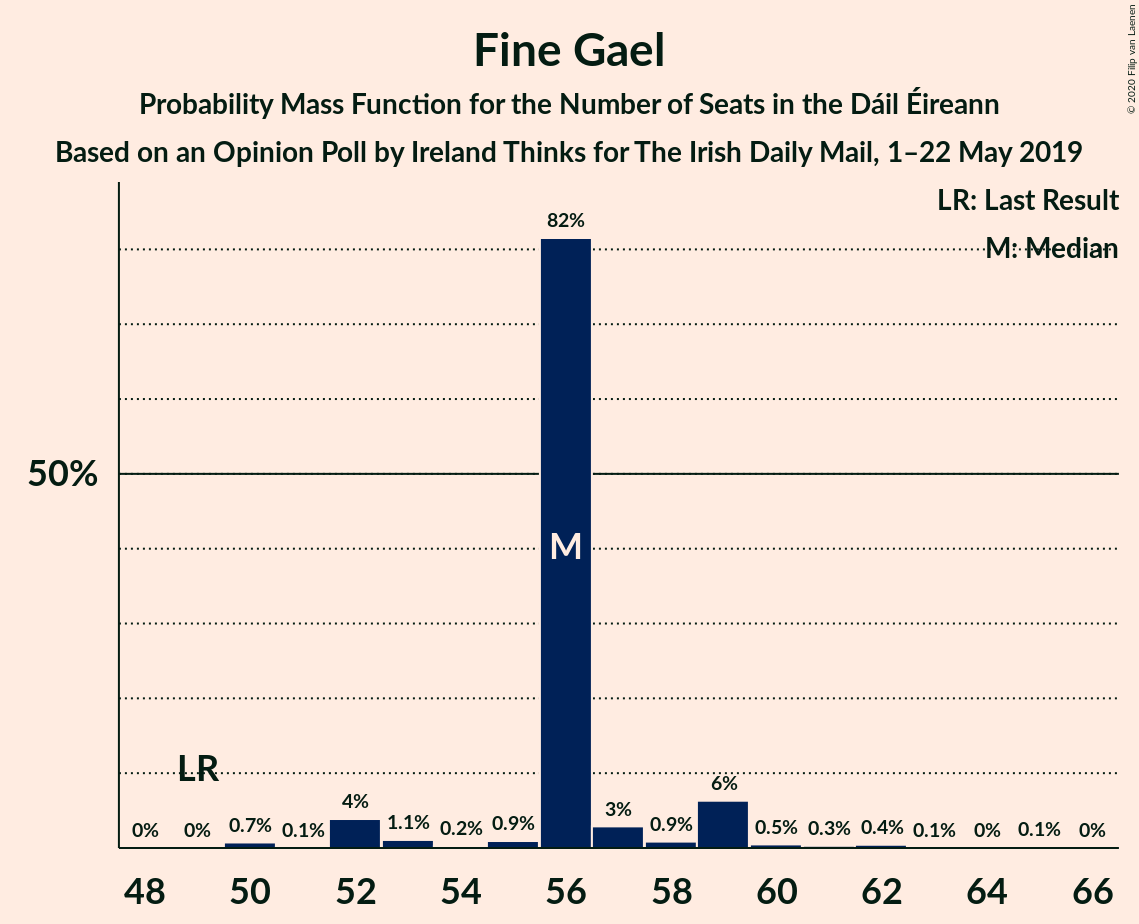 Fine Gael
Probability Mass Function for the Number of Seats in the Dáil Éireann
Based on an Opinion Poll by Ireland Thinks for The Irish Daily Mail, 1–22 May 2019
© 2020 Filip van Laenen
LR: Last Result
M: Median
82%
50%
M
LR
0% 0% 0.7% 0.1% 4% 1.1% 0.2% 0.9% 3% 0.9% 6% 0.5% 0.3% 0.4% 0.1% 0% 0.1% 0%
48 50 52 54 56 58 60 62 64 66